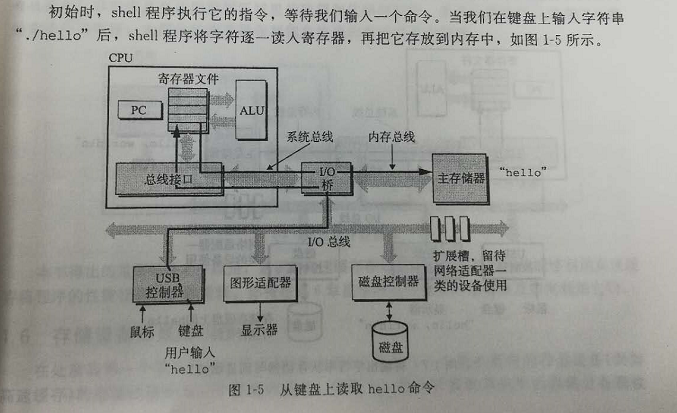 初始时，shell 程序执行它的指令，等待我们输入一个命令。当我们在键盘上输入字符串
“./hello”后，shell 程序将字符逐一读入寄存器，再把它存放到内存中，如图 1-5 所示。
CPU
寄存器文件
PC
ALU
系统总线
内存总线
总线接口
I/O
桥
主存储器
“hello”
I/O 总线
扩展槽，留待
网络适配器一
类的设备使用
USB
控制器
图形适配器
磁盘控制器
鼠标
键盘
显示器
用户输入
“hello”
磁盘
图 1-5 从键盘上读取 hello 命令